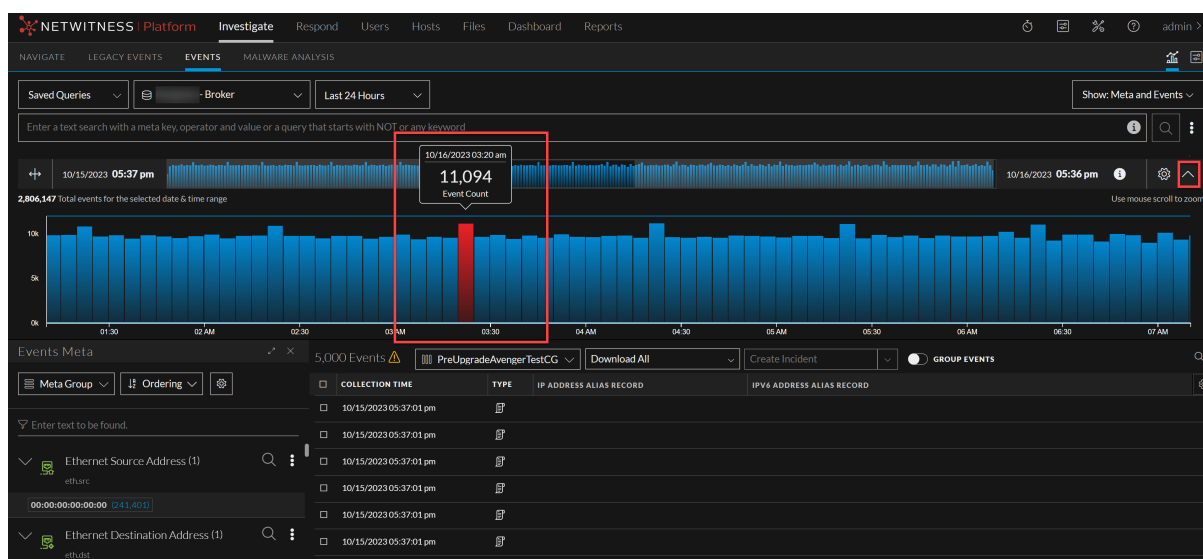 NETWITNESS | Platform Investigate Respond Users Hosts Files Dashboard Reports admin >
NAVIGATE LEGACY EVENTS EVENTS MALWARE ANALYSIS
Saved Queries - Broker Last 24 Hours Show: Meta and Events
Enter a text search with a meta key, operator and value or a query that starts with NOT or any keyword
10/16/2023 03:20 am
11,094
Event Count
10/15/2023 05:37 pm 10/16/2023 05:36 pm
2,806,147 Total events for the selected date & time range Use mouse scroll to zoom
10k
5k
0k
01:30 02 AM 02:30 03 AM 03:30 04 AM 04:30 05 AM 05:30 06 AM 06:30 07 AM
Events Meta 5,000 Events PreUpgradeAvengerTestCG Download All Create Incident GROUP EVENTS
Meta Group Ordering COLLECTION TIME TYPE IP ADDRESS ALIAS RECORD IPV6 ADDRESS ALIAS RECORD
10/15/2023 05:37:01 pm
Enter text to be found. 10/15/2023 05:37:01 pm
Ethernet Source Address (1) 10/15/2023 05:37:01 pm
eth.src
10/15/2023 05:37:01 pm
00:00:00:00:00:00 (241,401) 10/15/2023 05:37:01 pm
Ethernet Destination Address (1) 10/15/2023 05:37:01 pm
eth.dst